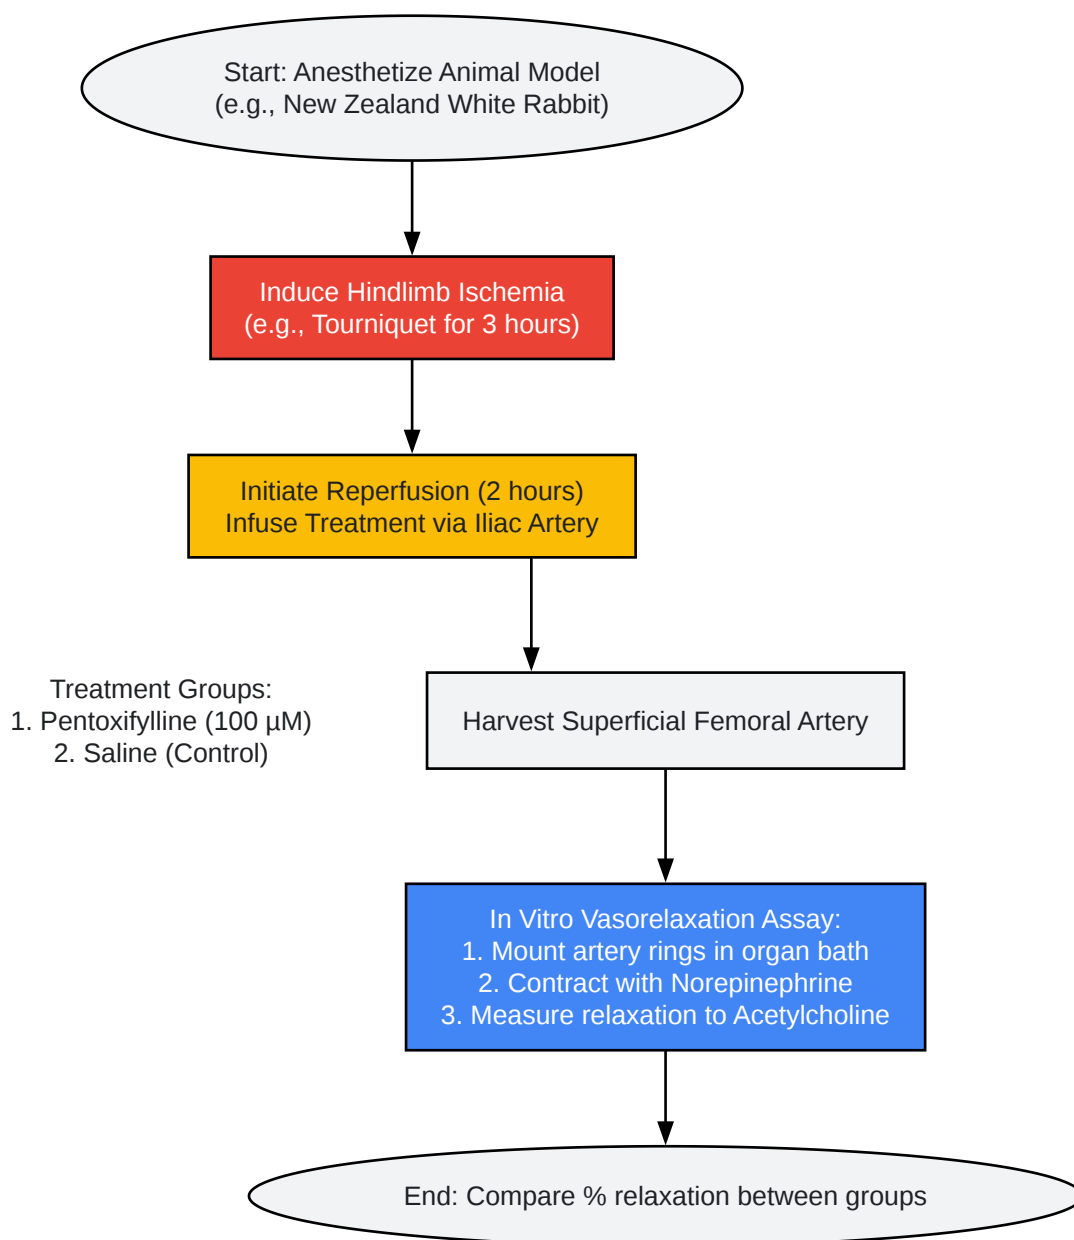 Start: Anesthetize Animal Model
(e.g., New Zealand White Rabbit)
Induce Hindlimb Ischemia
(e.g., Tourniquet for 3 hours)
Initiate Reperfusion (2 hours)
Infuse Treatment via Iliac Artery
Treatment Groups:
1. Pentoxifylline (100 µM)
2. Saline (Control)
Harvest Superficial Femoral Artery
In Vitro Vasorelaxation Assay:
1. Mount artery rings in organ bath
2. Contract with Norepinephrine
3. Measure relaxation to Acetylcholine
End: Compare % relaxation between groups